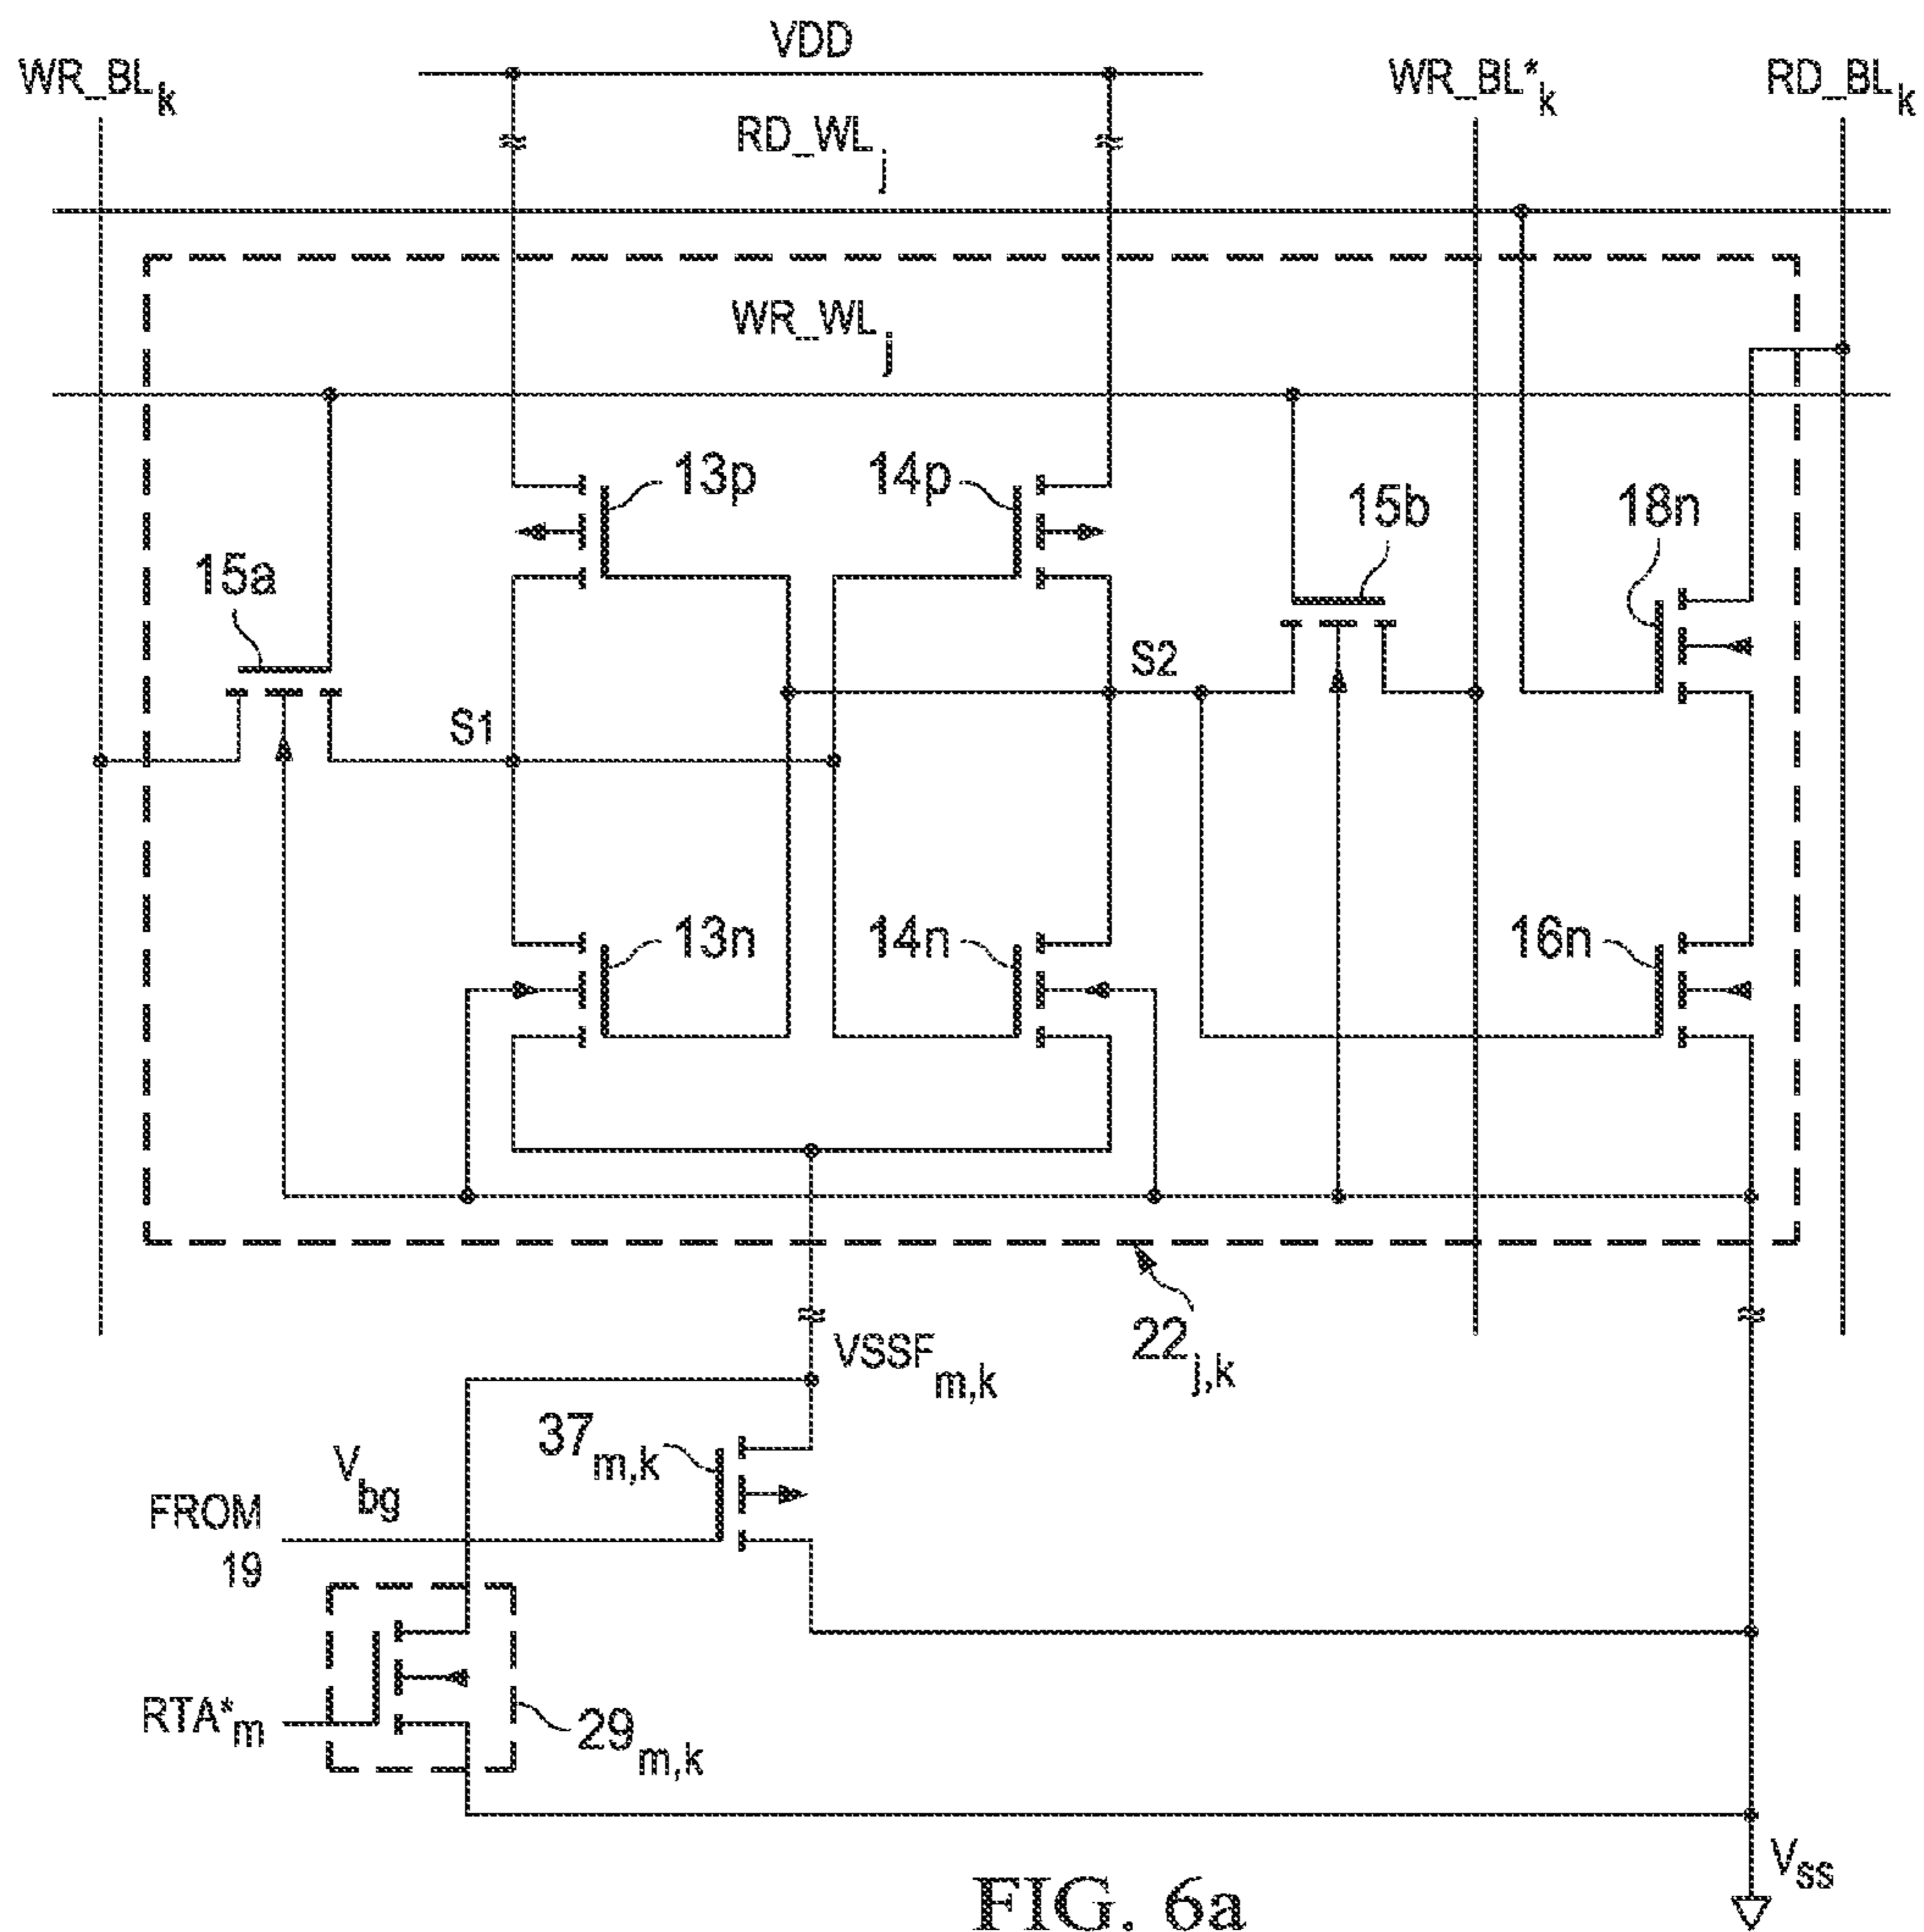 VDD
WR_BLk
WR_BL*k
RD_BLk
RD_WLj
WR_WLj
13p
14p
15b
18n
15a
S2
S1
13n
14n
16n
22j,k
VSSFm,k
37m,k
Vbg
FROM
19
RTA*m
29m,k
Vss
FIG. 6a